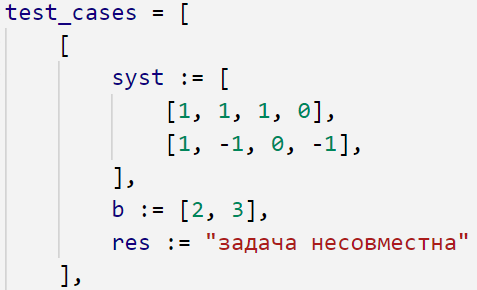 test_cases = [
    [
        syst := [
            [1, 1, 1, 0],
            [1, -1, 0, -1],
        ],
        b := [2, 3],
        res := "задача несовместна"
    ],